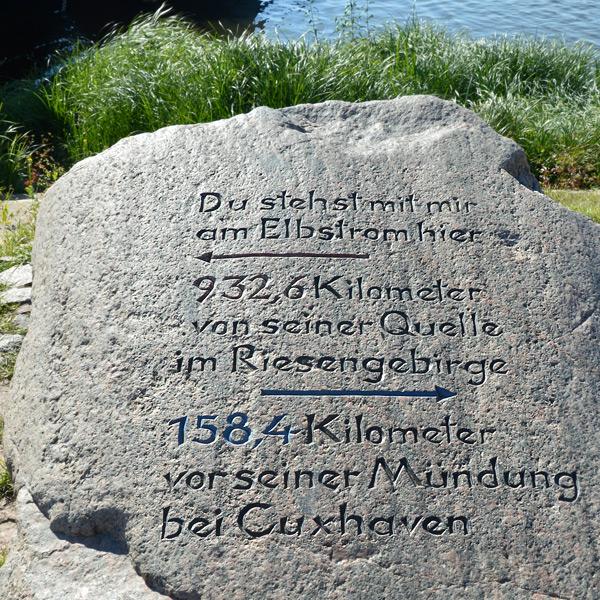 Du stehst mit mir
am Elbstrom hier
932,6 Kilometer
von seiner Quelle
im Riesengebirge
158,4 Kilometer
vor seiner Mündung
bei Cuxhaven